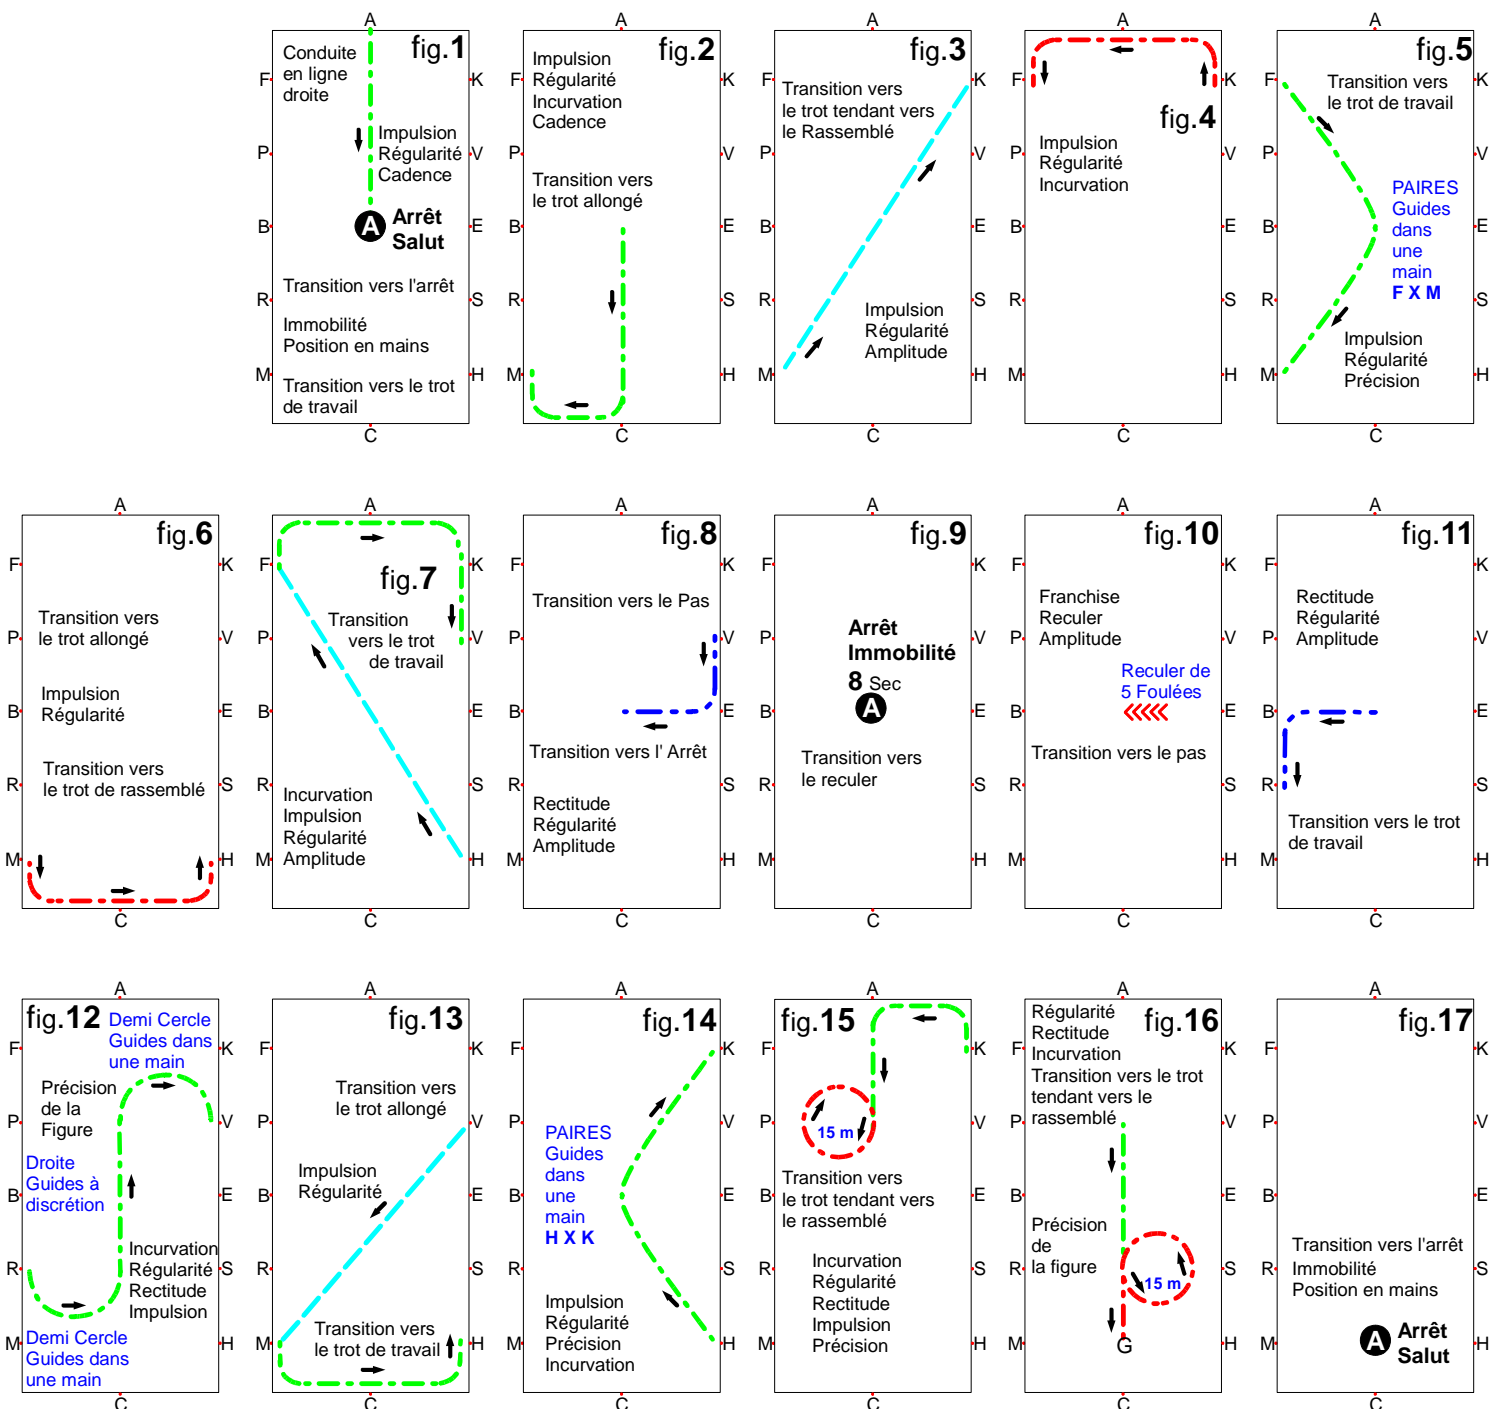 A
fig.1
Conduite
en ligne
droite
F
K
Impulsion
Régularité
Cadence
P
V
B
E
A
Arrêt
Salut
Transition vers l'arrêt
R
S
Immobilité
Position en mains
M
H
Transition vers le trot
de travail
C
A
fig.2
Impulsion
Régularité
Incurvation
Cadence
F
K
P
V
Transition vers
le trot allongé
B
E
R
S
M
H
C
A
fig.3
F
K
Transition vers
le trot tendant vers
le Rassemblé
P
V
B
E
R
S
Impulsion
Régularité
Amplitude
M
H
C
A
F
K
fig.4
Impulsion
Régularité
Incurvation
P
V
B
E
R
S
M
H
C
A
fig.5
Transition vers
le trot de travail
F
K
P
V
PAIRES
Guides
dans
une
main
F X M
B
E
R
S
Impulsion
Régularité
Précision
M
H
C
A
fig.6
F
K
Transition vers
le trot allongé
P
V
Impulsion
Régularité
B
E
Transition vers
le trot de rassemblé
R
S
M
H
C
A
F
K
fig.7
Transition
vers le trot
de travail
P
V
B
E
R
S
Incurvation
Impulsion
Régularité
Amplitude
M
H
C
A
fig.8
F
K
Transition vers le Pas
P
V
B
E
Transition vers l' Arrêt
R
S
Rectitude
Régularité
Amplitude
M
H
C
A
fig.9
F
K
P
V
Arrêt
Immobilité
8 Sec
A
B
E
Transition vers
le reculer
R
S
M
H
C
A
fig.10
F
K
Franchise
Reculer
Amplitude
P
V
Reculer de
5 Foulées
B
E
Transition vers le pas
R
S
M
H
C
A
fig.11
F
K
Rectitude
Régularité
Amplitude
P
V
B
E
R
S
Transition vers le trot
de travail
M
H
C
A
fig.12
Demi Cercle
Guides dans
une main
F
K
Précision
de la
Figure
P
V
Droite
Guides à
discrétion
B
E
Incurvation
Régularité
Rectitude
Impulsion
R
S
Demi Cercle
Guides dans
une main
M
H
C
A
fig.13
F
K
Transition vers
le trot allongé
P
V
Impulsion
Régularité
B
E
R
S
Transition vers
le trot de travail
M
H
C
A
fig.14
F
K
P
V
PAIRES
Guides
dans
une
main
H X K
B
E
R
S
Impulsion
Régularité
Précision
Incurvation
M
H
C
A
fig.15
F
K
P
V
15 m
Transition vers
le trot tendant vers
le rassemblé
B
E
Incurvation
Régularité
Rectitude
Impulsion
Précision
R
S
M
H
C
A
fig.16
Régularité
Rectitude
Incurvation
Transition vers le trot
tendant vers le
rassemblé
F
K
P
V
B
E
Précision
de
la figure
R
S
15 m
M
H
G
C
A
fig.17
F
K
P
V
B
E
Transition vers l'arrêt
Immobilité
Position en mains
R
S
A
Arrêt
Salut
M
H
C